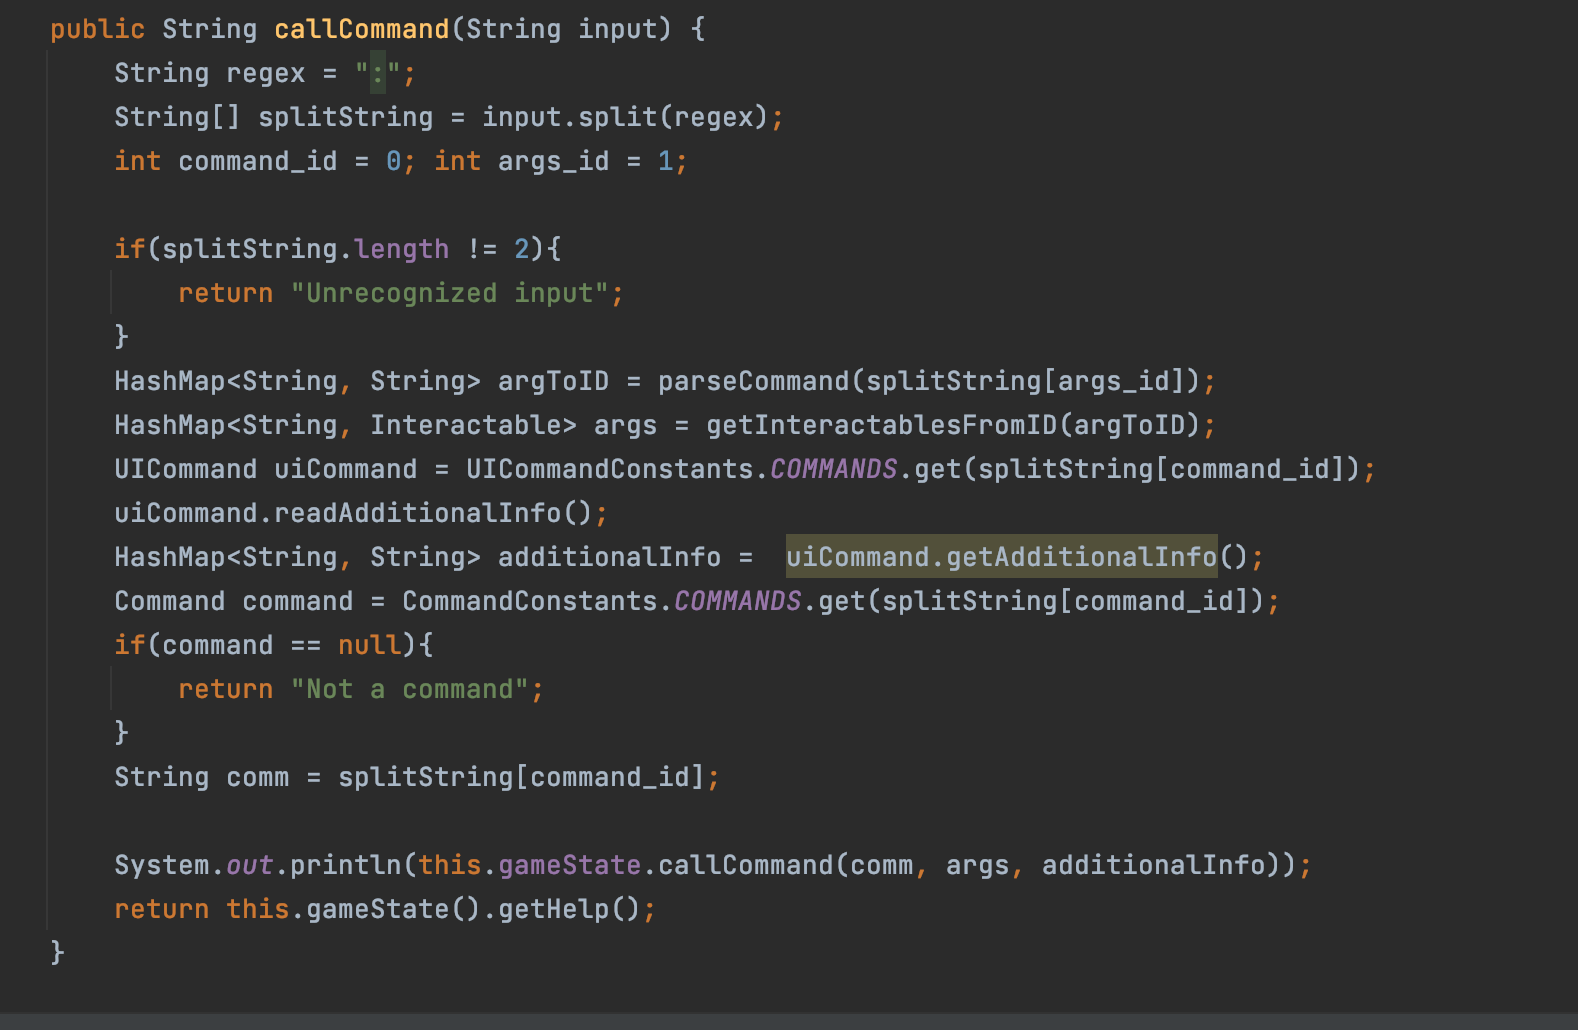 public String callCommand(String input) {
String regex = ":";
String[] splitString = input.split(regex);
int command_id = 0; int args_id = 1;
if(splitString.length != 2){
return "Unrecognized input";
}
HashMap<String, String> argToID = parseCommand(splitString[args_id]);
HashMap<String, Interactable> args = getInteractablesFromID(argToID);
UICommand uiCommand = UICommandConstants.COMMANDS.get(splitString[command_id]);
uiCommand.readAdditionalInfo();
HashMap<String, String> additionalInfo =  uiCommand.getAdditionalInfo();
Command command = CommandConstants.COMMANDS.get(splitString[command_id]);
if(command == null){
return "Not a command";
}
String comm = splitString[command_id];
System.out.println(this.gameState.callCommand(comm, args, additionalInfo));
return this.gameState().getHelp();
}